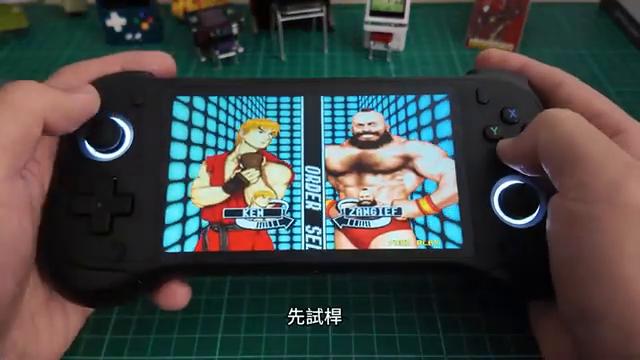 X
Y
ORDER SEL
KEN
ZANGIEF
先試桿